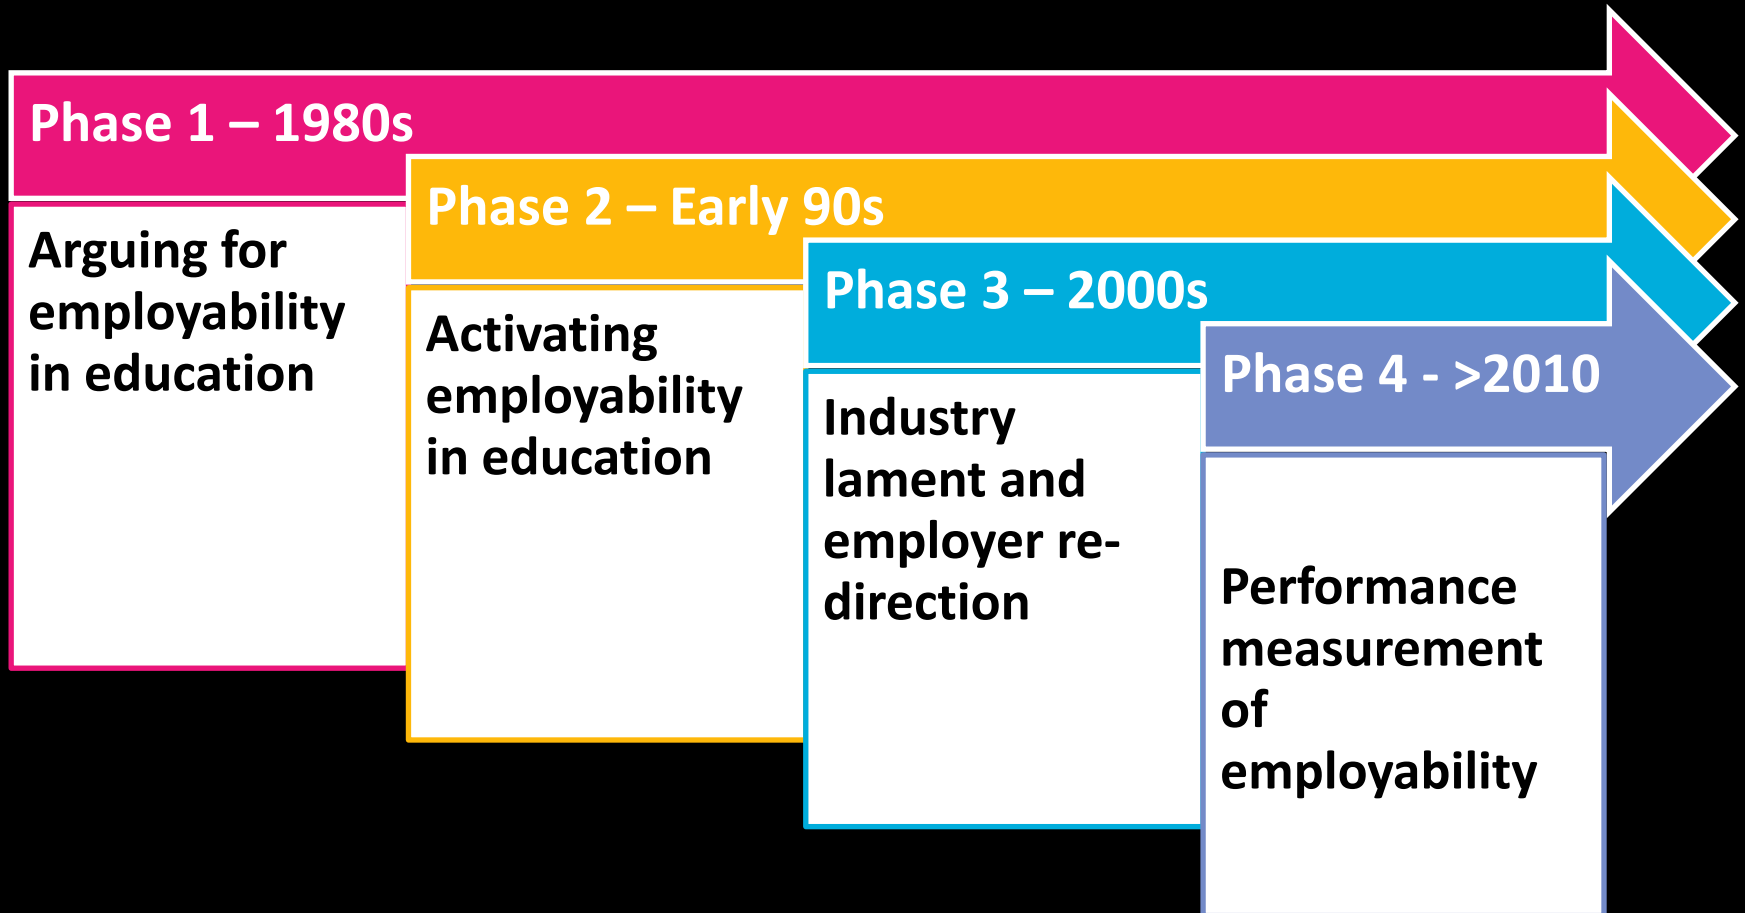 Phase 1 – 1980s
Arguing for
employability
in education
Phase 2 – Early 90s
Activating
employability
in education
Phase 3 – 2000s
Industry
lament and
employer re-
direction
Phase 4 - >2010
Performance
measurement
of
employability